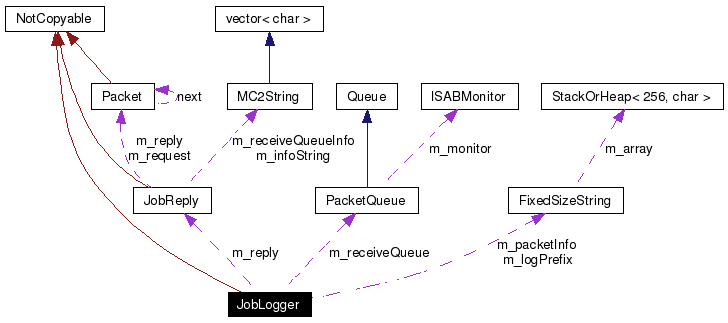 NotCopyable
vector< char >
Packet
next
MC2String
Queue
ISABMonitor
StackOrHeap< 256, char >
m_reply
m_request
m_receiveQueueInfo
m_infoString
m_monitor
m_array
JobReply
PacketQueue
FixedSizeString
m_reply
m_receiveQueue
m_packetInfo
m_logPrefix
JobLogger